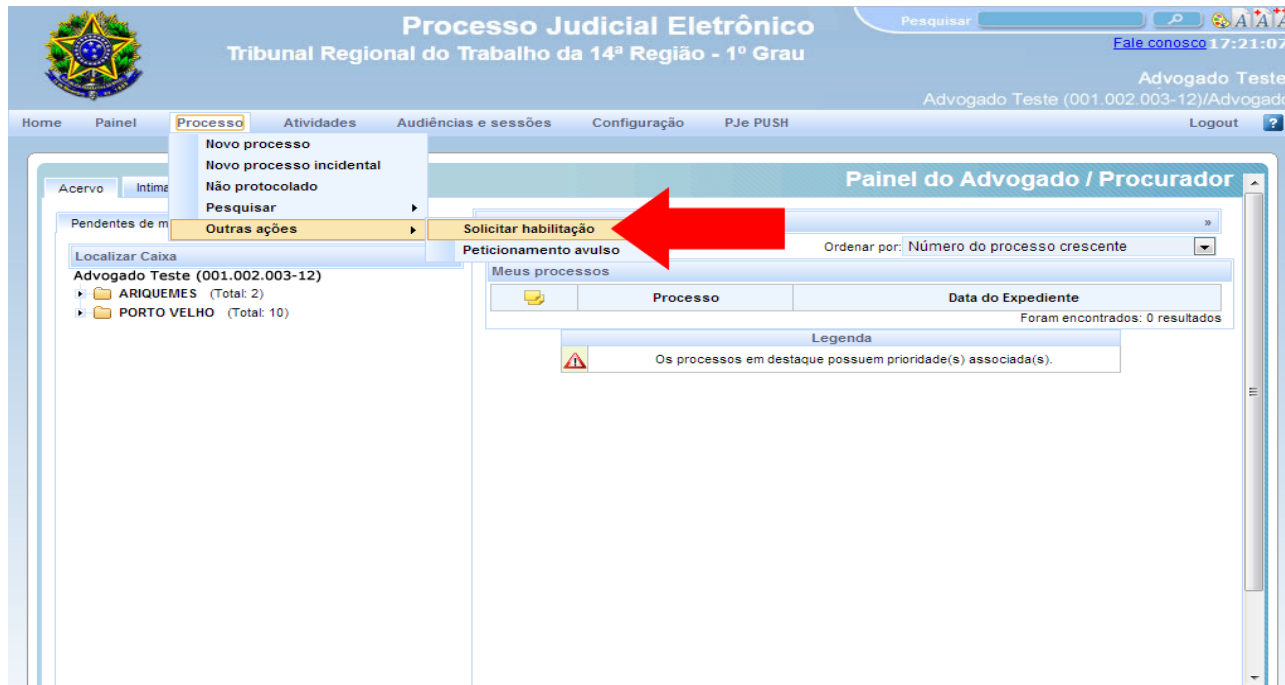 Processo Judicial Eletrônico
Tribunal Regional do Trabalho da 14ª Região - 1º Grau
Pesquisar
A A A
Fale conosco 17:21:07
Advogado Teste
Advogado Teste (001.002.003-12)/Advogado
Home Painel Processo Atividades Audiências e sessões Configuração PJe PUSH Logout ?
Novo processo
Novo processo incidental
Não protocolado
Pesquisar
Outras ações
Solicitar habilitação
Peticionamento avulso
Painel do Advogado / Procurador
Acervo Intima
Pendentes de m
»
Ordenar por: Número do processo crescente
Localizar Caixa
Advogado Teste (001.002.003-12)
ARIQUEMES (Total: 2)
PORTO VELHO (Total: 10)
Meus processos
Processo Data do Expediente
Foram encontrados: 0 resultados
Legenda
Os processos em destaque possuem prioridade(s) associada(s).